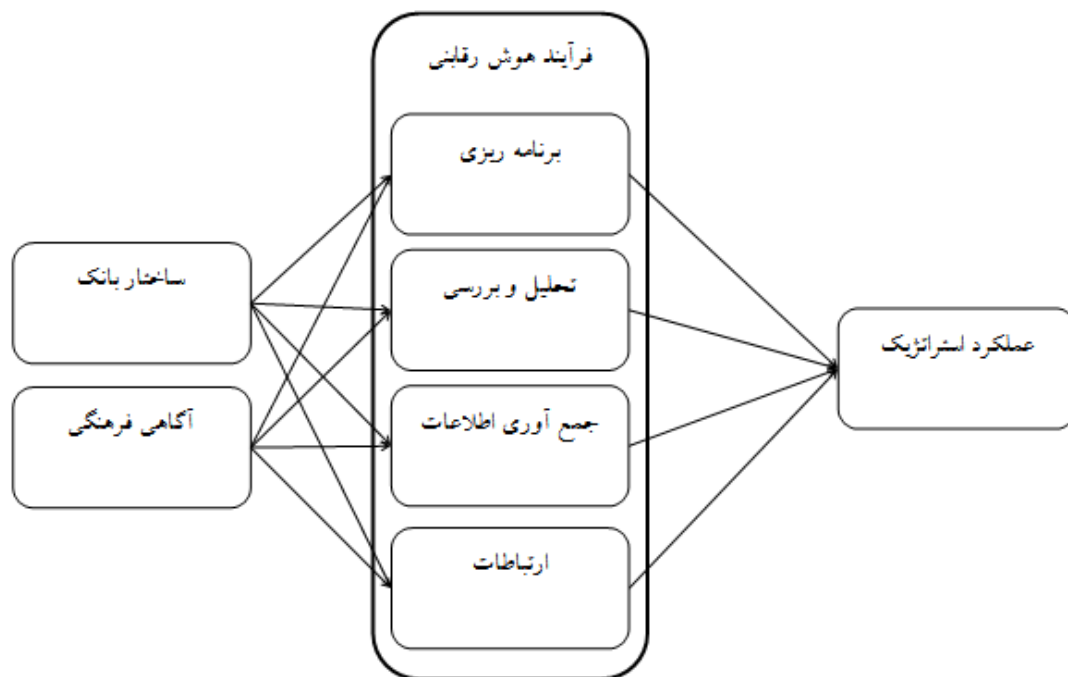 فرآیند هوش رقابتی
برنامه ریزی
ساختار بانک
تحلیل و بررسی
عملکرد استراتژیک
آگاهی فرهنگی
جمع آوری اطلاعات
ارتباطات